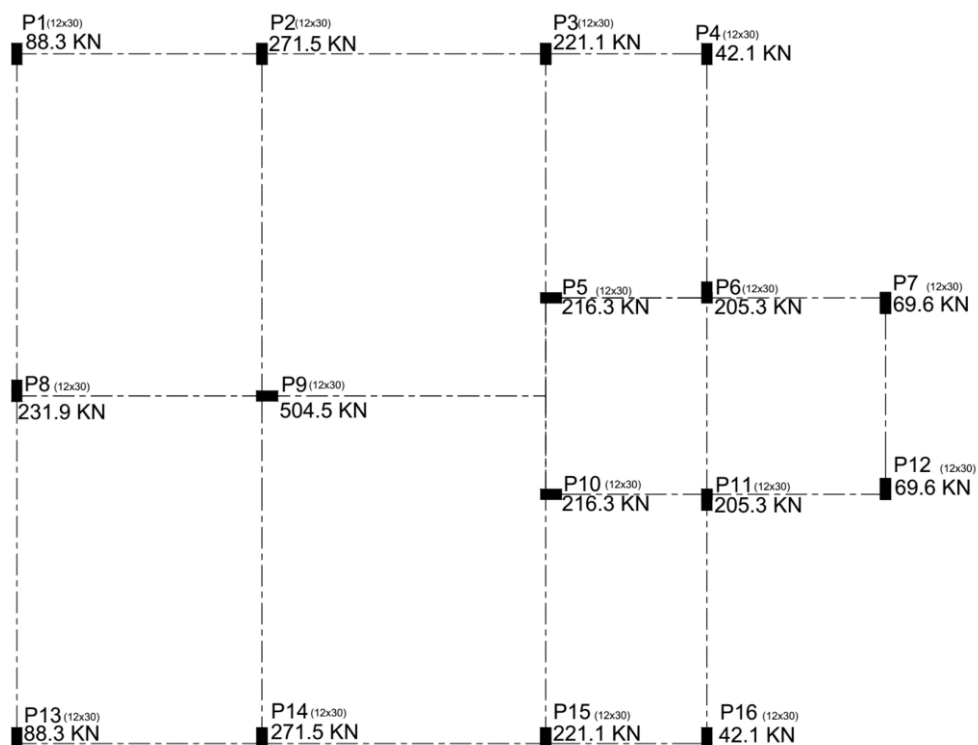 P1 (12x30)
88.3 KN
P2 (12x30)
271.5 KN
P3 (12x30)
221.1 KN
P4 (12x30)
42.1 KN
P5 (12x30)
216.3 KN
P6 (12x30)
205.3 KN
P7 (12x30)
69.6 KN
P8 (12x30)
231.9 KN
P9 (12x30)
504.5 KN
P10 (12x30)
216.3 KN
P11 (12x30)
205.3 KN
P12 (12x30)
69.6 KN
P13 (12x30)
88.3 KN
P14 (12x30)
271.5 KN
P15 (12x30)
221.1 KN
P16 (12x30)
42.1 KN